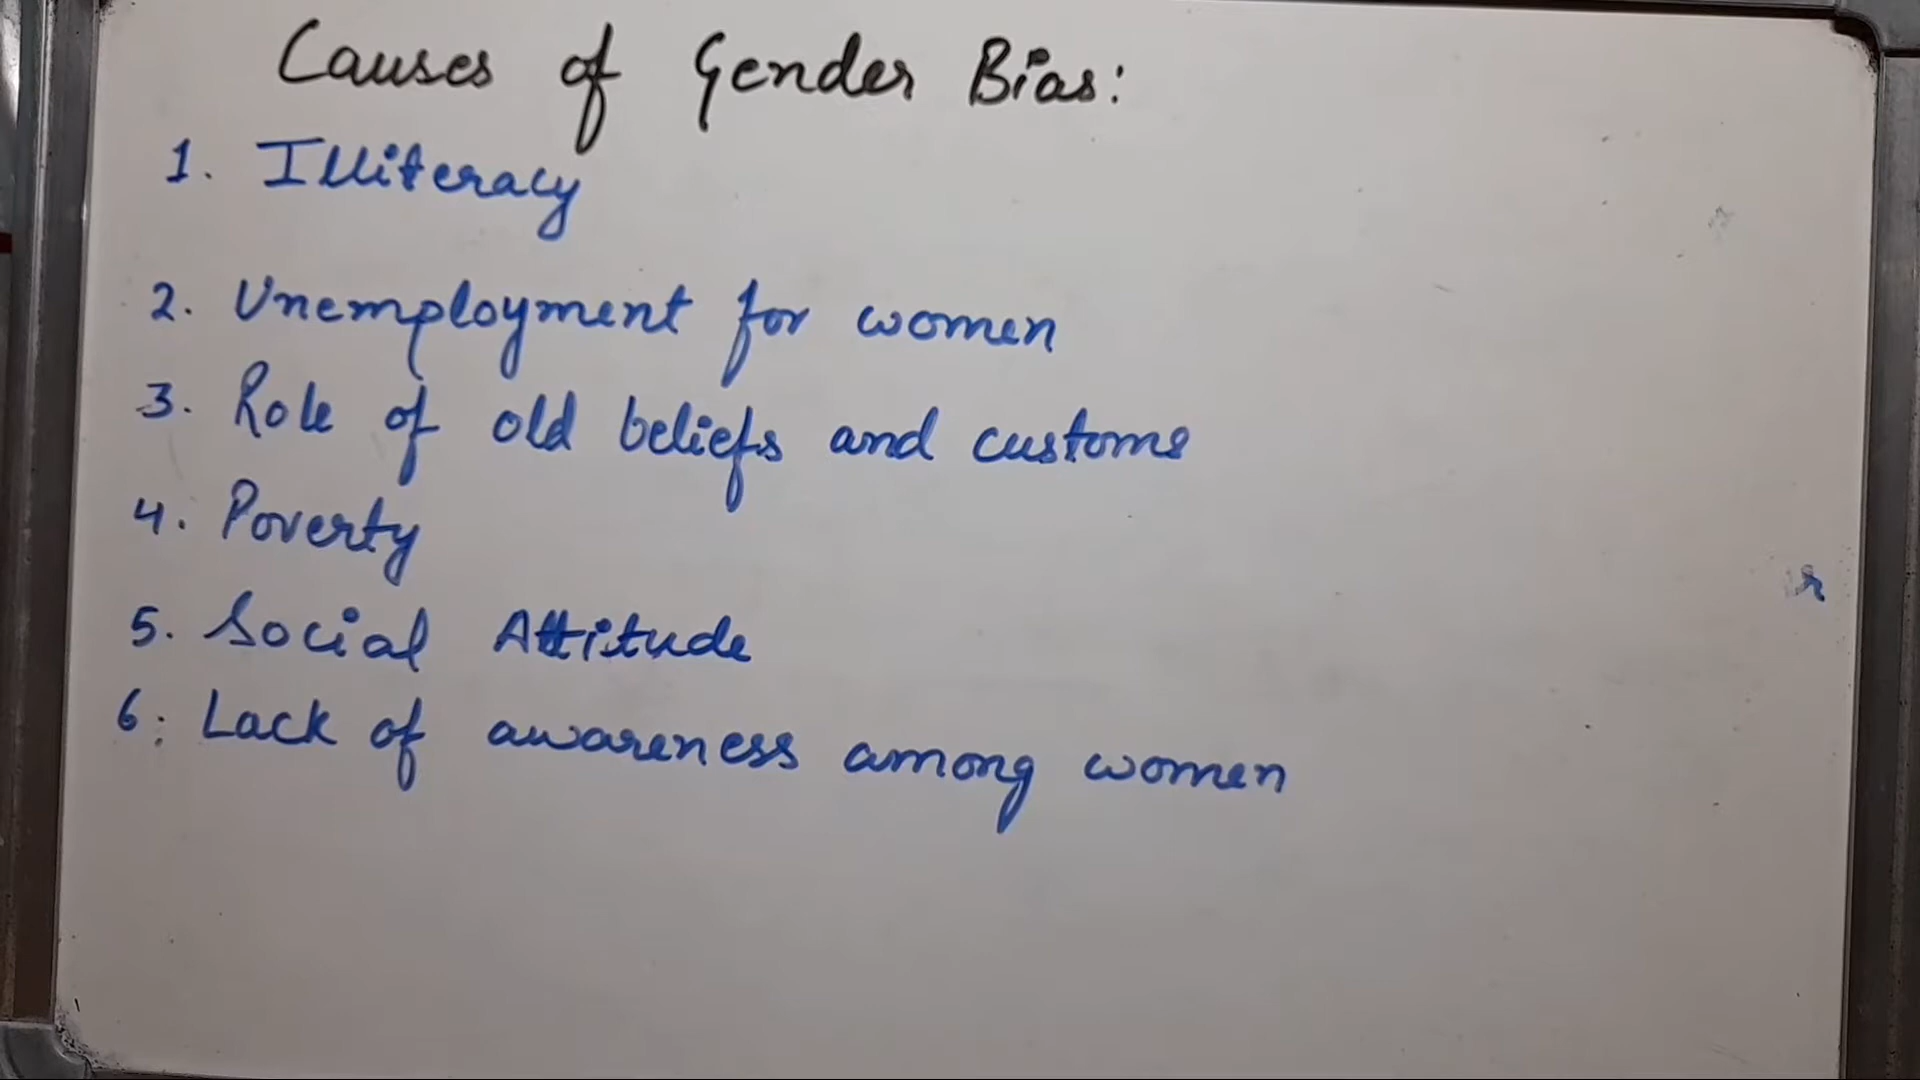 Causes of Gender Bias:
1. Illiteracy
2. Unemployment for women
3. Role of old beliefs and customs
4. Poverty
5. Social Attitude
6. Lack of awareness among women